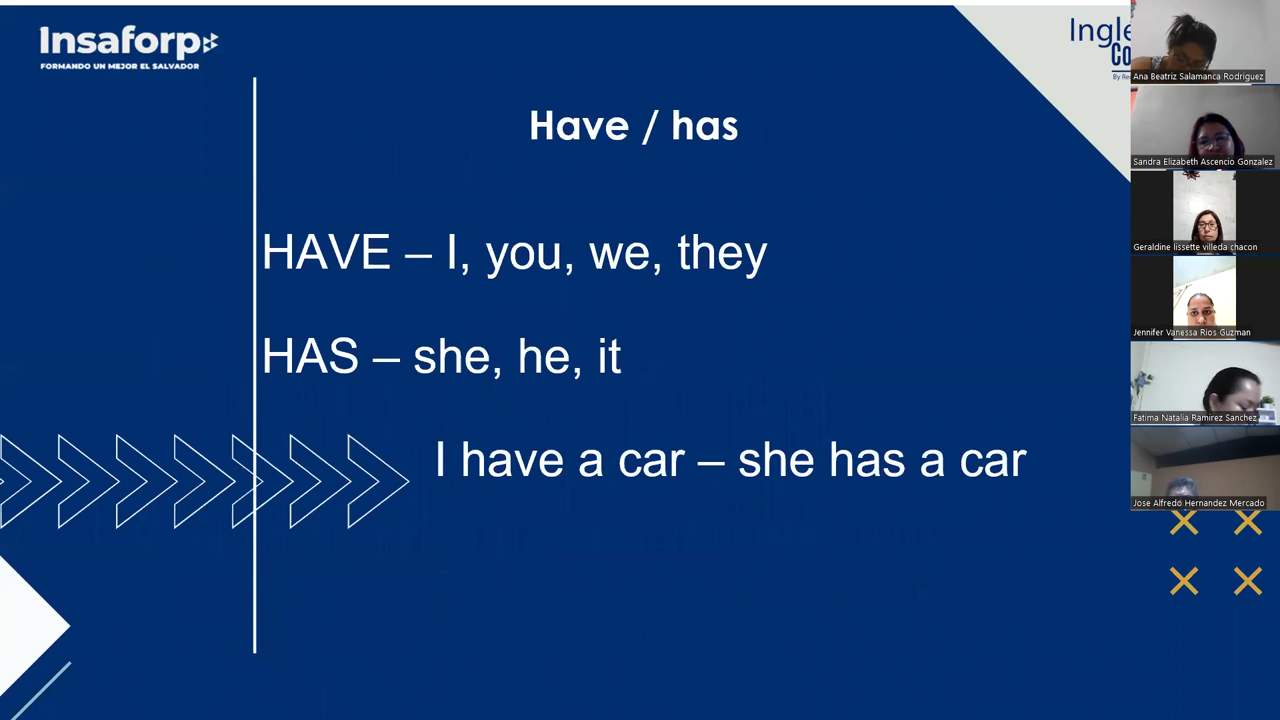 Insaforp
FORMANDO UN MEJOR EL SALVADOR
Have / has
HAVE – I, you, we, they
HAS – she, he, it
I have a car – she has a car
Ana Beatriz Salamanca Rodriguez
Sandra Elizabeth Ascencio Gonzalez
Geraldine lissette villeda chacon
Jennifer Vanessa Rios Guzman
Fatima Natalia Ramirez Sanchez
Jose Alfredo Hernandez Mercado